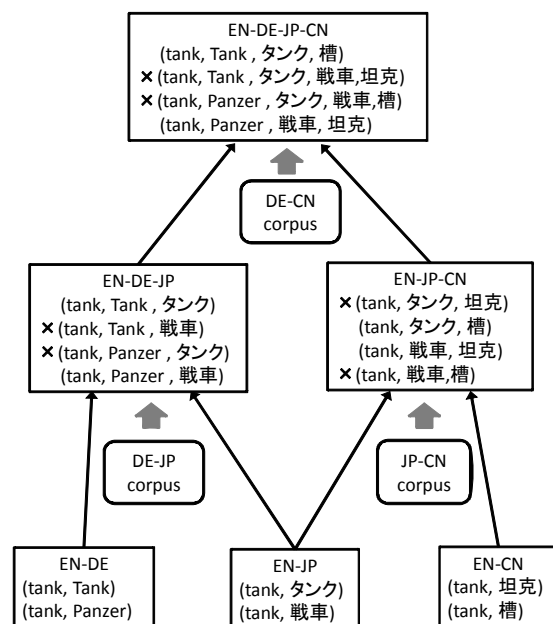 EN-DE-JP-CN
(tank, Tank , タンク, 槽)
×(tank, Tank , タンク, 戦車,坦克)
×(tank, Panzer , タンク, 戦車,槽)
(tank, Panzer , 戦車, 坦克)
DE-CN
corpus
EN-DE-JP
(tank, Tank , タンク)
×(tank, Tank , 戦車)
×(tank, Panzer , タンク)
(tank, Panzer , 戦車)
EN-JP-CN
×(tank, タンク, 坦克)
(tank, タンク, 槽)
(tank, 戦車, 坦克)
×(tank, 戦車,槽)
DE-JP
corpus
JP-CN
corpus
EN-DE
(tank, Tank)
(tank, Panzer)
EN-JP
(tank, タンク)
(tank, 戦車)
EN-CN
(tank, 坦克)
(tank, 槽)